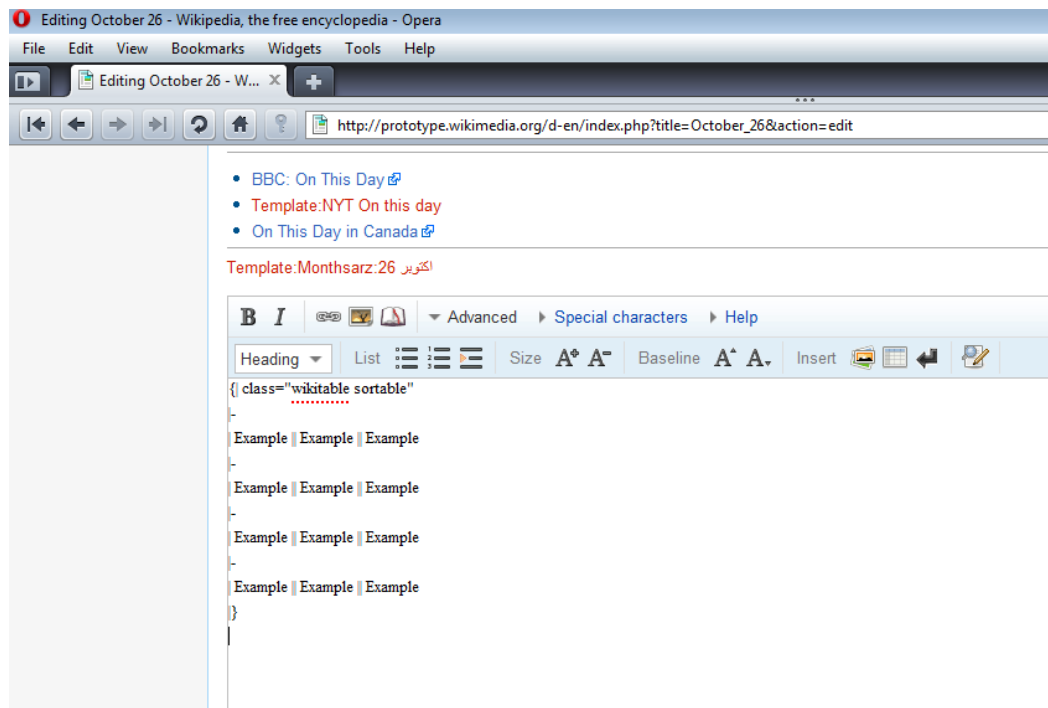 Editing October 26 - Wikipedia, the free encyclopedia - Opera
File Edit View Bookmarks Widgets Tools Help
Editing October 26 - W...
http://prototype.wikimedia.org/d-en/index.php?title=October_26&action=edit
BBC: On This Day
Template:NYT On this day
On This Day in Canada
Template:Monthsarz:26 اكتوبر
B I Advanced Special characters Help
Heading List Size A A Baseline A A Insert
{| class="wikitable sortable"
|-
| Example || Example || Example
|-
| Example || Example || Example
|-
| Example || Example || Example
|-
| Example || Example || Example
|}